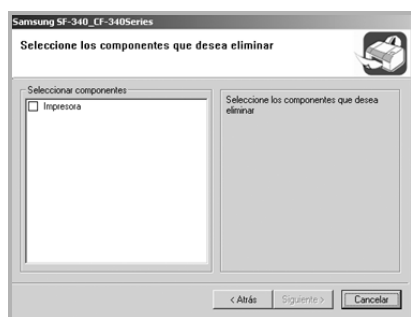 Samsung SF-340_CF-340Series
Seleccione los componentes que desea eliminar
Seleccionar componentes
Impresora
Seleccione los componentes que desea
eliminar
< Atrás
Siguiente >
Cancelar